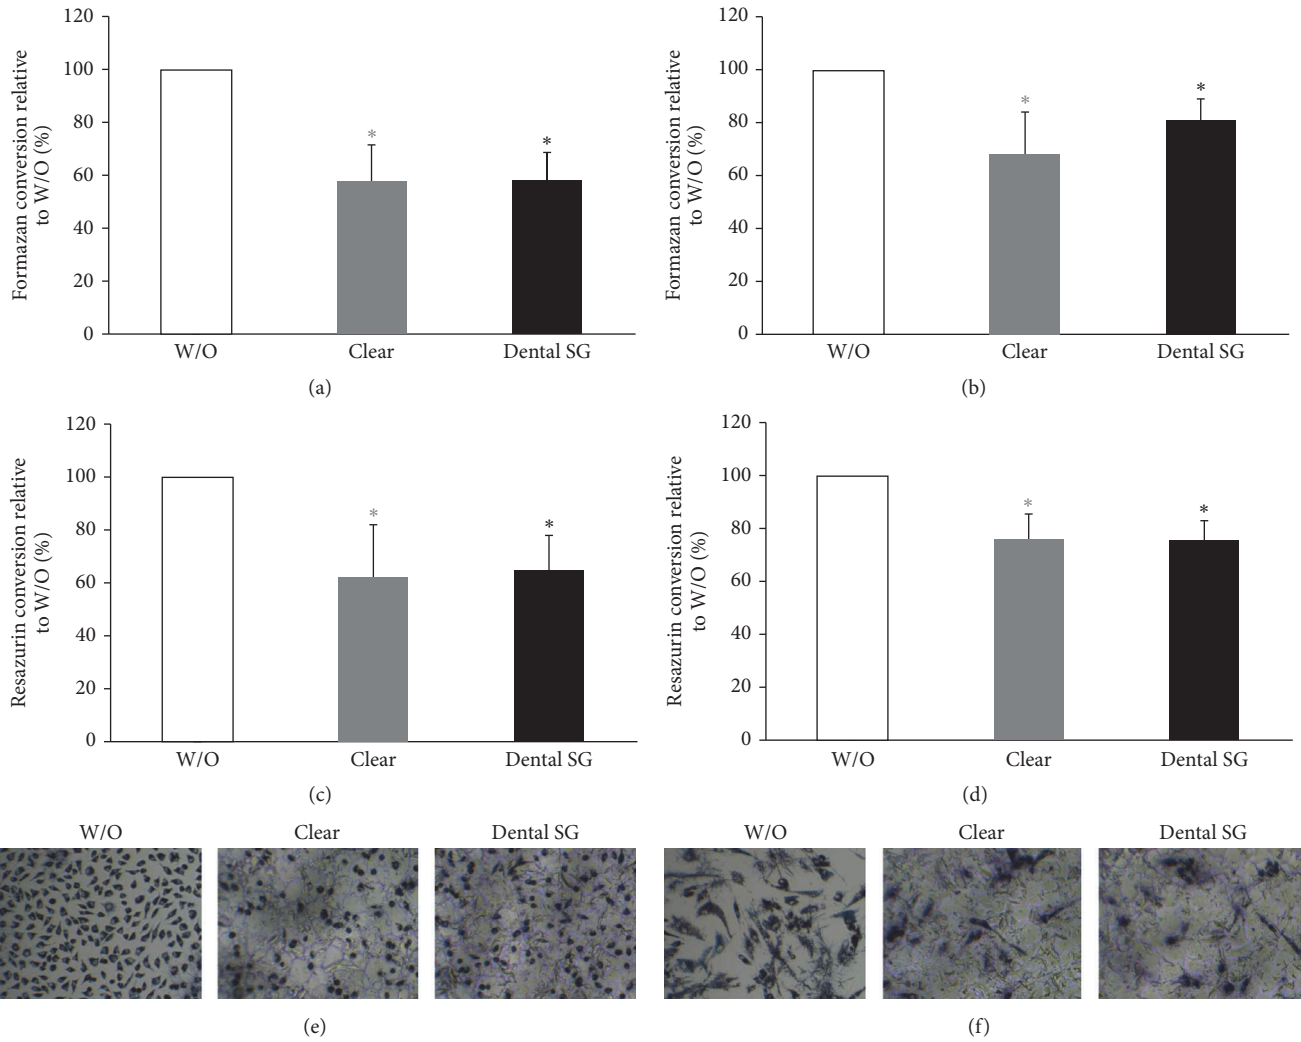 Formazan conversion relative
to W/O (%)
120
100
80
60
40
20
0
*
*
W/O
Clear
Dental SG
(a)
Formazan conversion relative
to W/O (%)
120
100
80
60
40
20
0
*
*
W/O
Clear
Dental SG
(b)
Resazurin conversion relative
to W/O (%)
120
100
80
60
40
20
0
*
*
W/O
Clear
Dental SG
(c)
Resazurin conversion relative
to W/O (%)
120
100
80
60
40
20
0
*
*
W/O
Clear
Dental SG
(d)
W/O
Clear
Dental SG
(e)
W/O
Clear
Dental SG
(f)